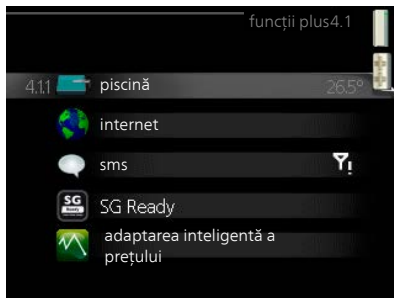 funcții plus4.1
4.1.1 piscină 26.5°
internet
sms
SG Ready SG Ready
adaptarea inteligentă a
prețului